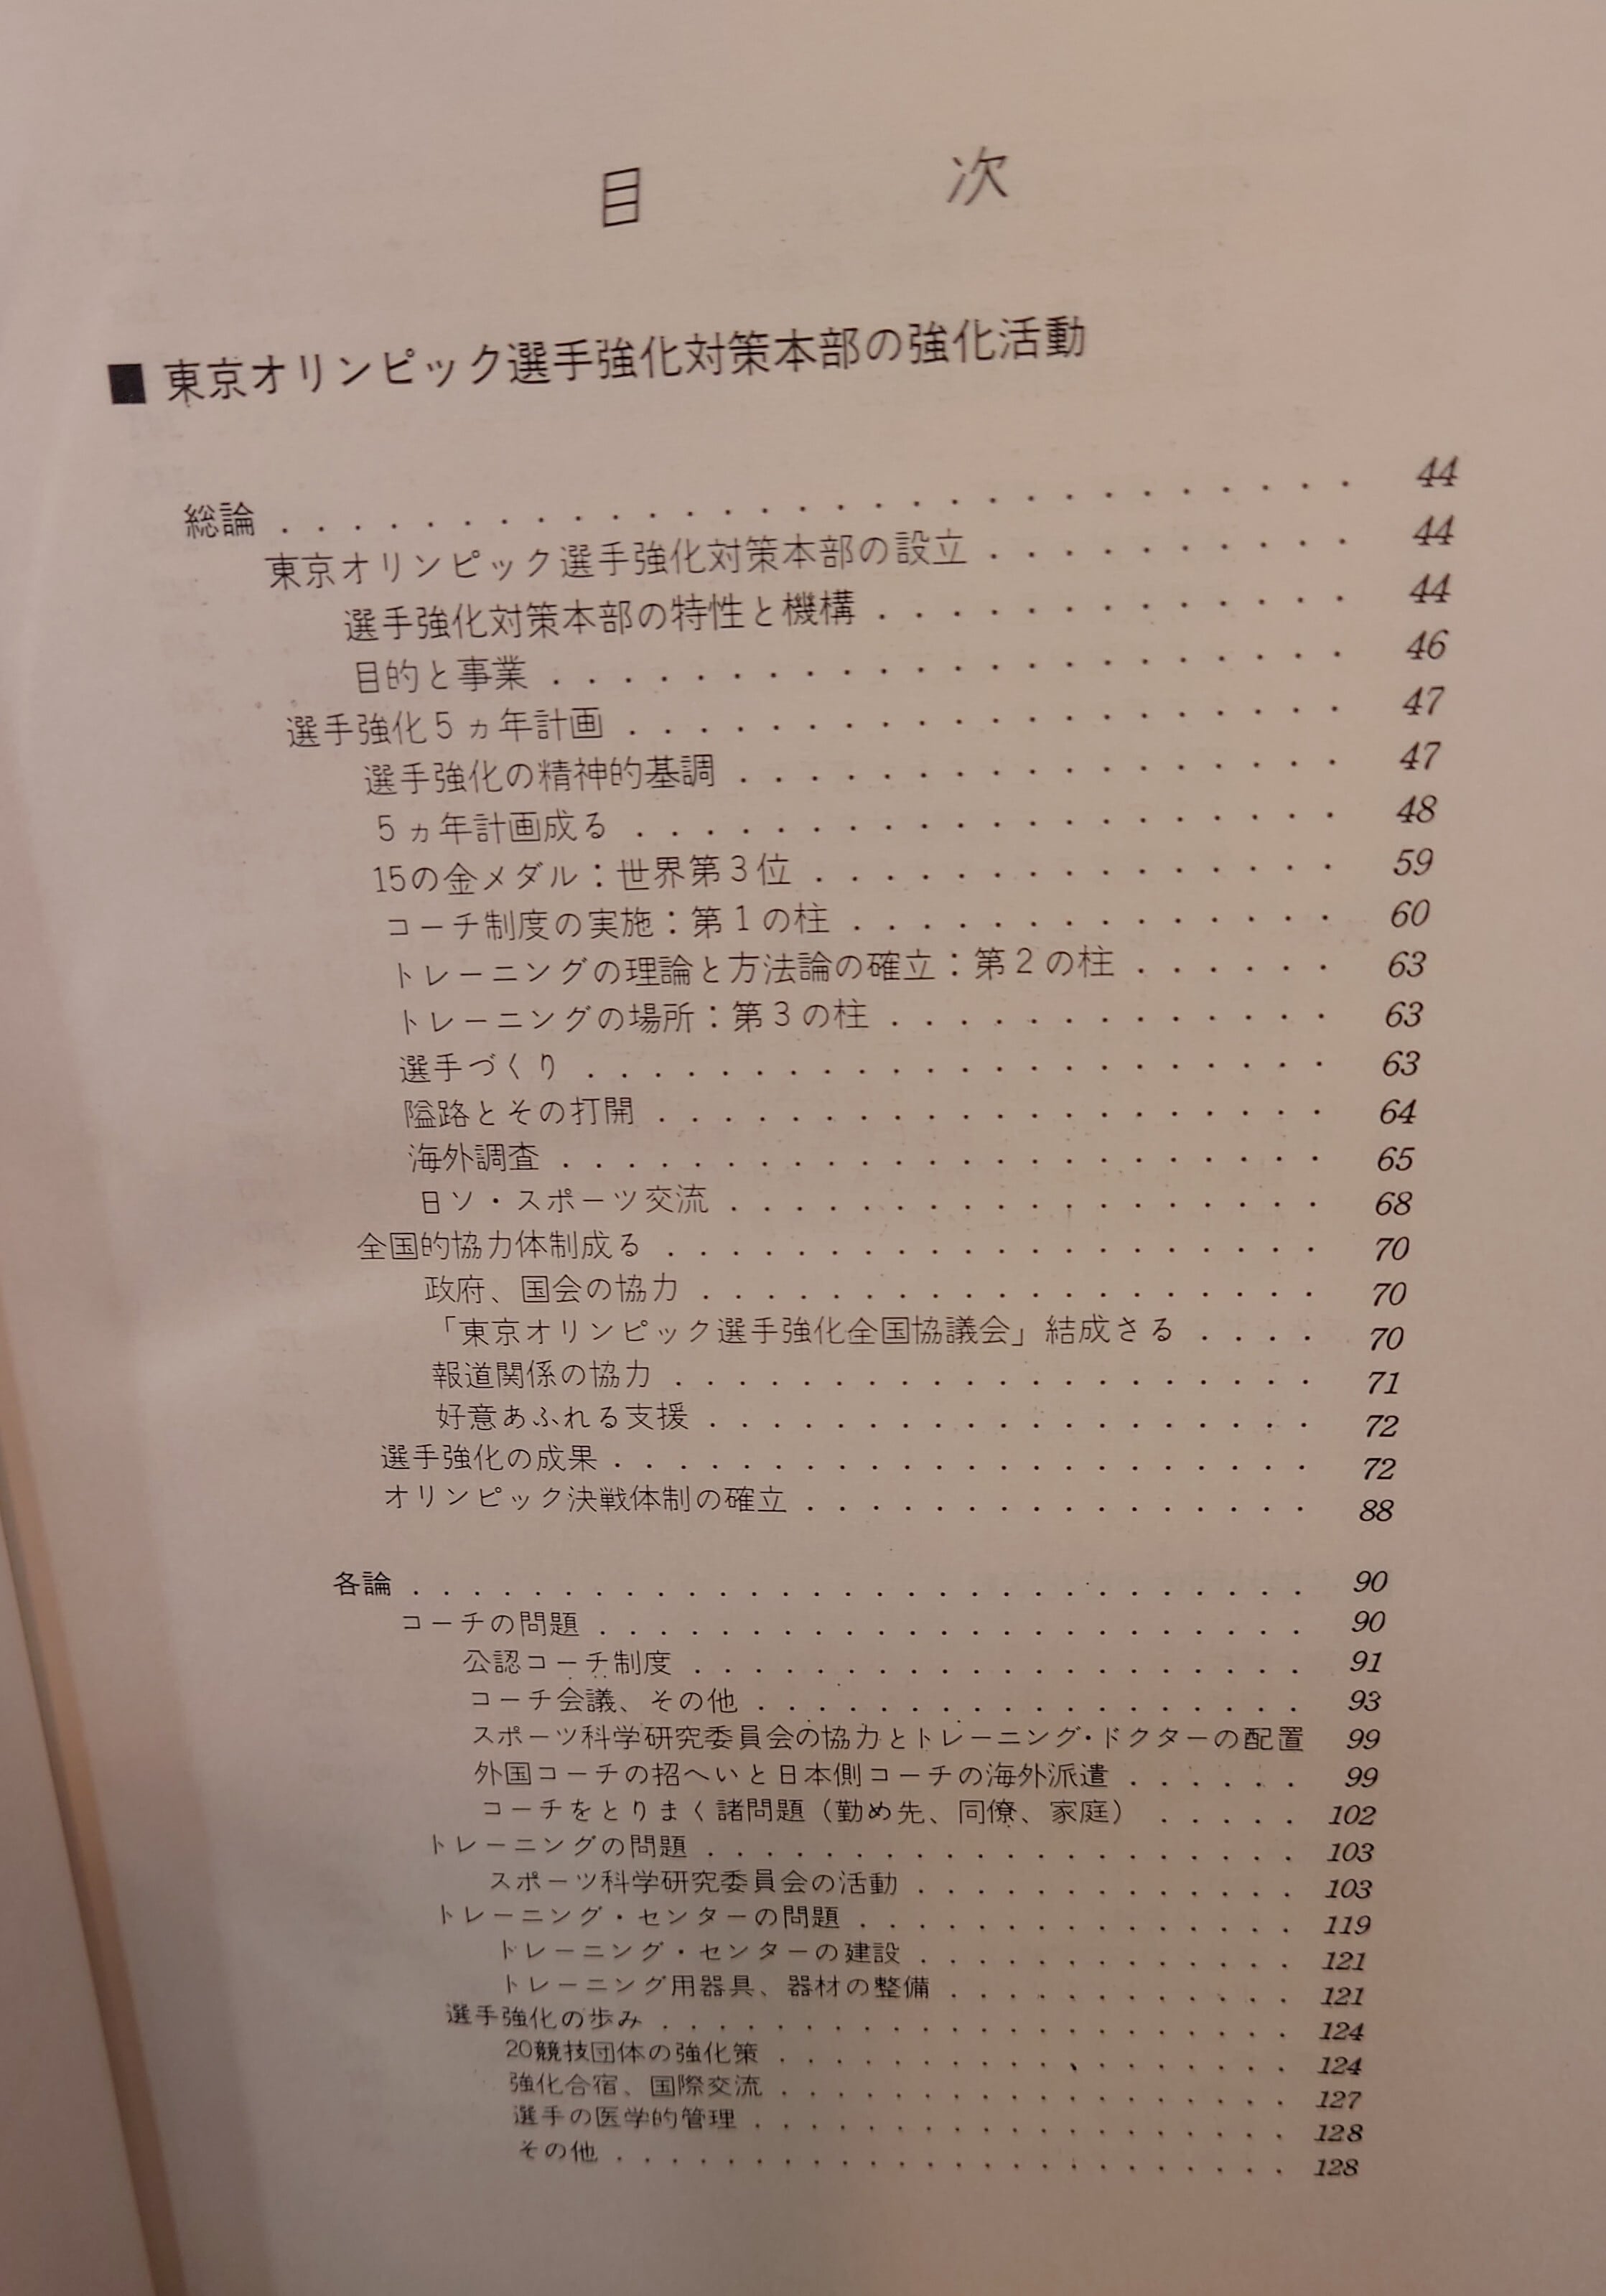 目 次
■ 東京オリンピック選手強化対策本部の強化活動
総論 . . . . . . . . . . . . . . . . . . . . . . . . . . . . . . 44
東京オリンピック選手強化対策本部の設立 . . . . . . . . . . 44
選手強化対策本部の特性と機構 . . . . . . . . . . . . . 44
目的と事業 . . . . . . . . . . . . . . . . . . . . . . 46
選手強化5ヵ年計画 . . . . . . . . . . . . . . . . . . . . 47
選手強化の精神的基調 . . . . . . . . . . . . . . . . . 47
5ヵ年計画成る . . . . . . . . . . . . . . . . . . . . 48
15の金メダル：世界第3位 . . . . . . . . . . . . . . . 59
コーチ制度の実施：第1の柱 . . . . . . . . . . . . . . 60
トレーニングの理論と方法論の確立：第2の柱 . . . . . . 63
トレーニングの場所：第3の柱 . . . . . . . . . . . . . 63
選手づくり . . . . . . . . . . . . . . . . . . . . . . 63
隘路とその打開 . . . . . . . . . . . . . . . . . . . . 64
海外調査 . . . . . . . . . . . . . . . . . . . . . . . 65
日ソ・スポーツ交流 . . . . . . . . . . . . . . . . . . 68
全国的協力体制成る . . . . . . . . . . . . . . . . . . . . 70
政府、国会の協力 . . . . . . . . . . . . . . . . . . . 70
「東京オリンピック選手強化全国協議会」結成さる . . . . 70
報道関係の協力 . . . . . . . . . . . . . . . . . . . . 71
好意あふれる支援 . . . . . . . . . . . . . . . . . . . 72
選手強化の成果 . . . . . . . . . . . . . . . . . . . . . . 72
オリンピック決戦体制の確立 . . . . . . . . . . . . . . . . 88
各論 . . . . . . . . . . . . . . . . . . . . . . . . . . . . . 90
コーチの問題 . . . . . . . . . . . . . . . . . . . . . . . 90
公認コーチ制度 . . . . . . . . . . . . . . . . . . . . 91
コーチ会議、その他 . . . . . . . . . . . . . . . . . . 93
スポーツ科学研究委員会の協力とトレーニング・ドクターの配置 99
外国コーチの招へいと日本側コーチの海外派遣 . . . . . . 99
コーチをとりまく諸問題（勤め先、同僚、家庭） . . . . . 102
トレーニングの問題 . . . . . . . . . . . . . . . . . . . . 103
スポーツ科学研究委員会の活動 . . . . . . . . . . . . . 103
トレーニング・センターの問題 . . . . . . . . . . . . . . . 119
トレーニング・センターの建設 . . . . . . . . . . . . . 121
トレーニング用器具、器材の整備 . . . . . . . . . . . . 121
選手強化の歩み . . . . . . . . . . . . . . . . . . . . . . 124
20競技団体の強化策 . . . . . . . . . . . . . . . . . . 124
強化合宿、国際交流 . . . . . . . . . . . . . . . . . . 127
選手の医学的管理 . . . . . . . . . . . . . . . . . . . 128
その他 . . . . . . . . . . . . . . . . . . . . . . . . 128